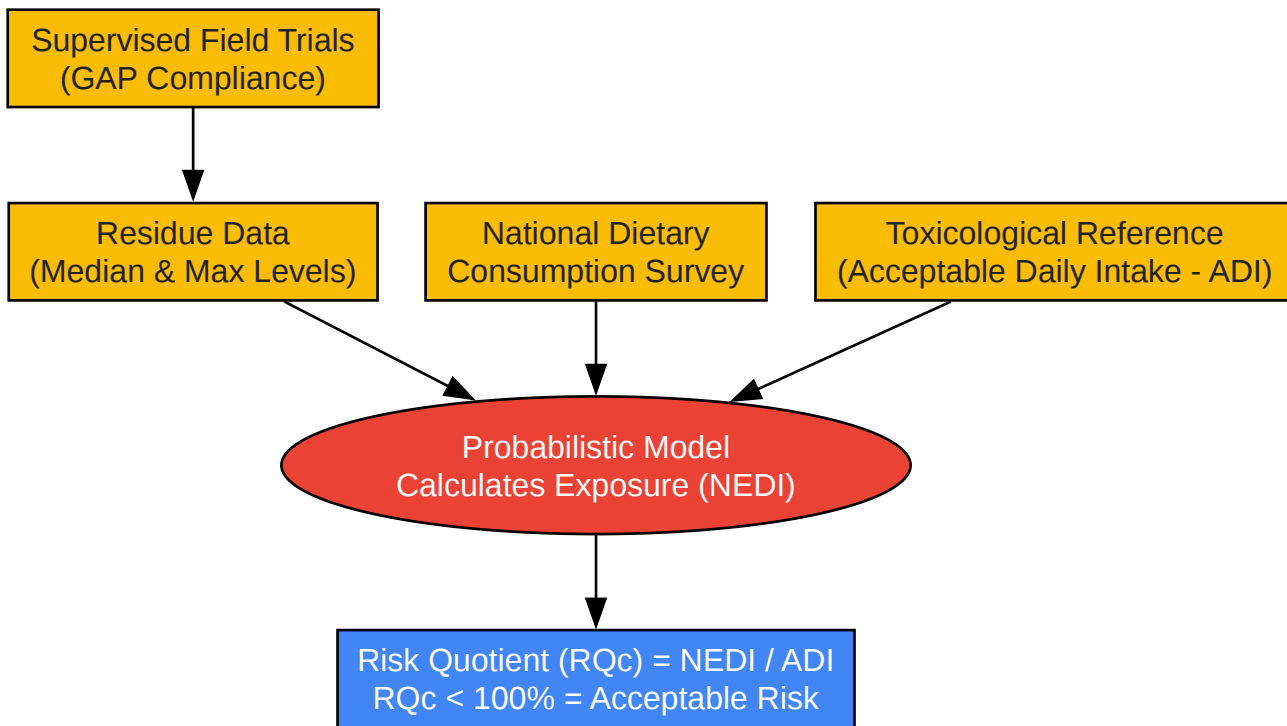 Supervised Field Trials
(GAP Compliance)
Residue Data
(Median & Max Levels)
National Dietary
Consumption Survey
Toxicological Reference
(Acceptable Daily Intake - ADI)
Probabilistic Model
Calculates Exposure (NEDI)
Risk Quotient (RQc) = NEDI / ADI
RQc < 100% = Acceptable Risk